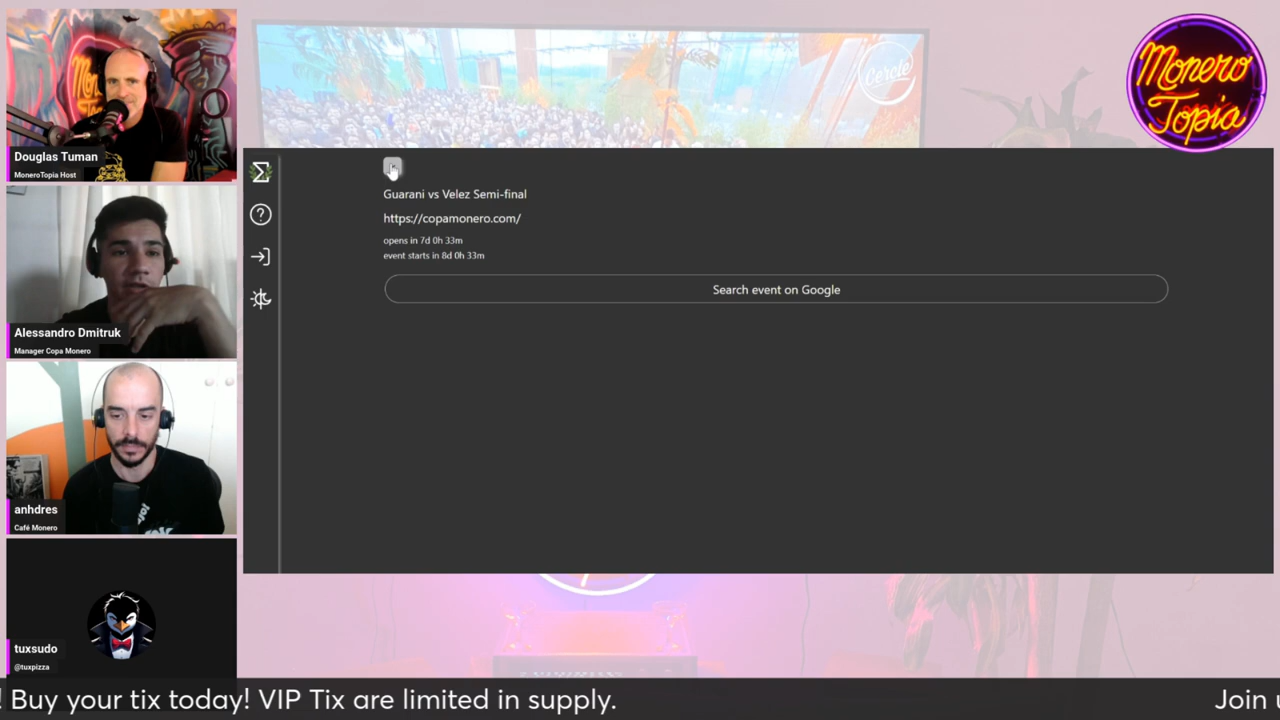 Douglas Tuman
MoneroTopia Host
Alessandro Dmitruk
Manager Copa Monero
anhdres
Café Monero
tuxsudo
@tuxpizza
Cercle
Monero
Topia
Guarani vs Velez Semi-final
https://copamonero.com/
opens in 7d 0h 33m
event starts in 8d 0h 33m
Search event on Google
! Buy your tix today! VIP Tix are limited in supply.
Join